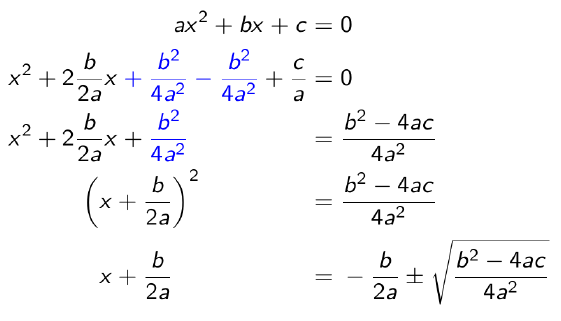 ax² + bx + c = 0
x² + 2 b/2a x + b²/4a² − b²/4a² + c/a = 0
x² + 2 b/2a x + b²/4a² = b² − 4ac/4a²
(x + b/2a)² = b² − 4ac/4a²
x + b/2a = − b/2a ± √(b² − 4ac/4a²)